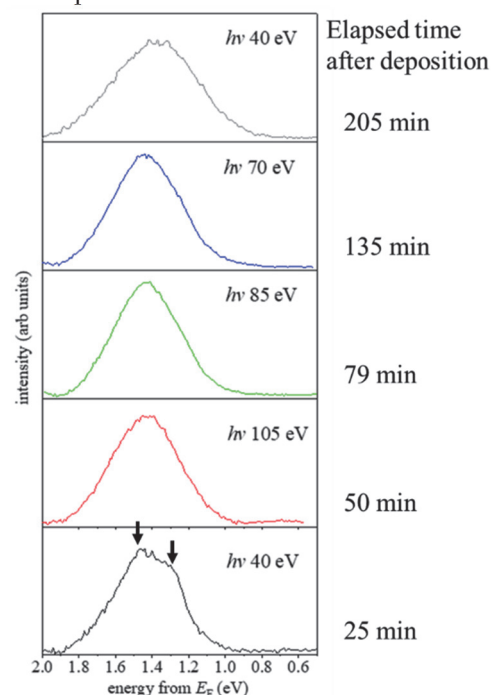 Elapsed time
after deposition
hν 40 eV
205 min
hν 70 eV
135 min
hν 85 eV
79 min
hν 105 eV
50 min
hν 40 eV
25 min
intensity (arb units)
2.0 1.8 1.6 1.4 1.2 1.0 0.8 0.6
energy from EF (eV)